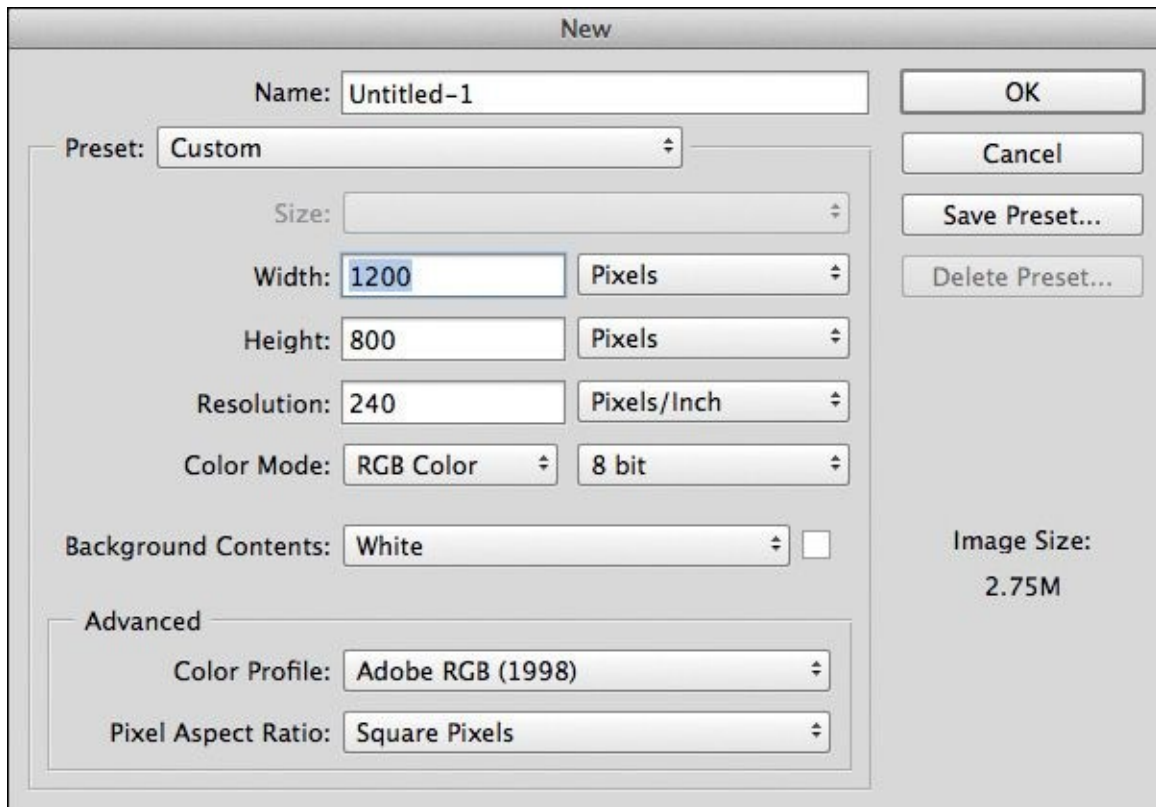 New
Name: Untitled-1
OK
Preset: Custom
Cancel
Size:
Save Preset...
Width: 1200 Pixels
Delete Preset...
Height: 800 Pixels
Resolution: 240 Pixels/Inch
Color Mode: RGB Color 8 bit
Background Contents: White
Image Size:
2.75M
Advanced
Color Profile: Adobe RGB (1998)
Pixel Aspect Ratio: Square Pixels